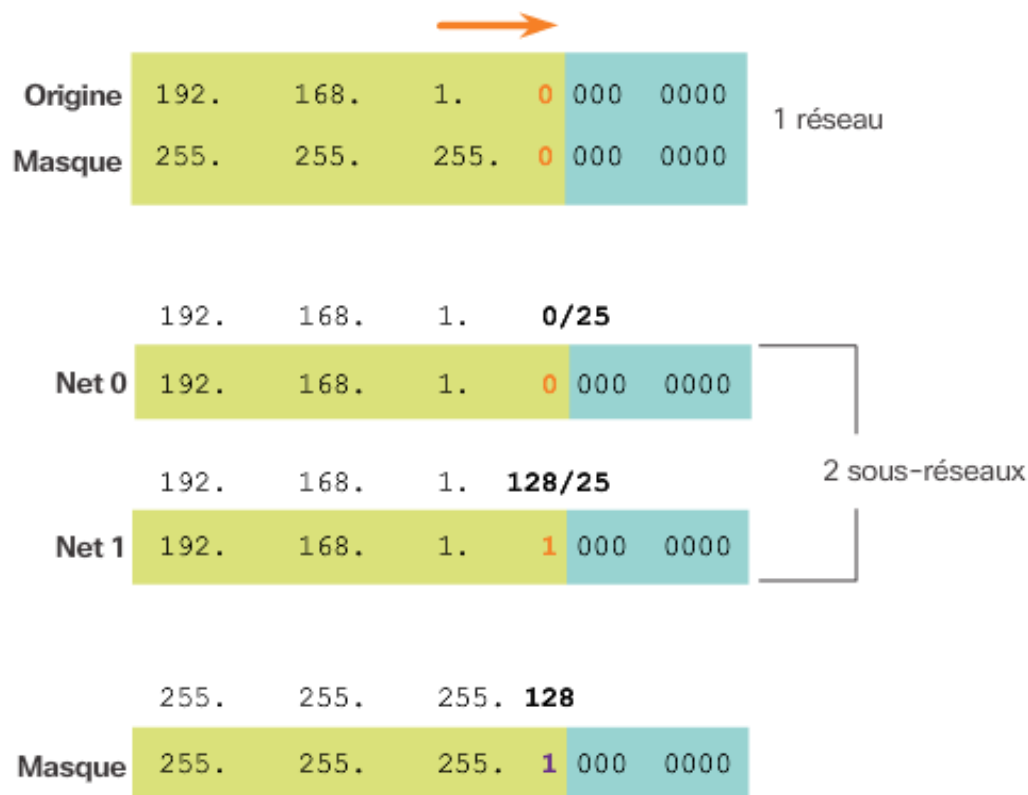 Origine 192. 168. 1. 0 000 0000
1 réseau
Masque 255. 255. 255. 0 000 0000
192. 168. 1. 0/25
Net 0 192. 168. 1. 0 000 0000
2 sous-réseaux
192. 168. 1. 128/25
Net 1 192. 168. 1. 1 000 0000
255. 255. 255. 128
Masque 255. 255. 255. 1 000 0000